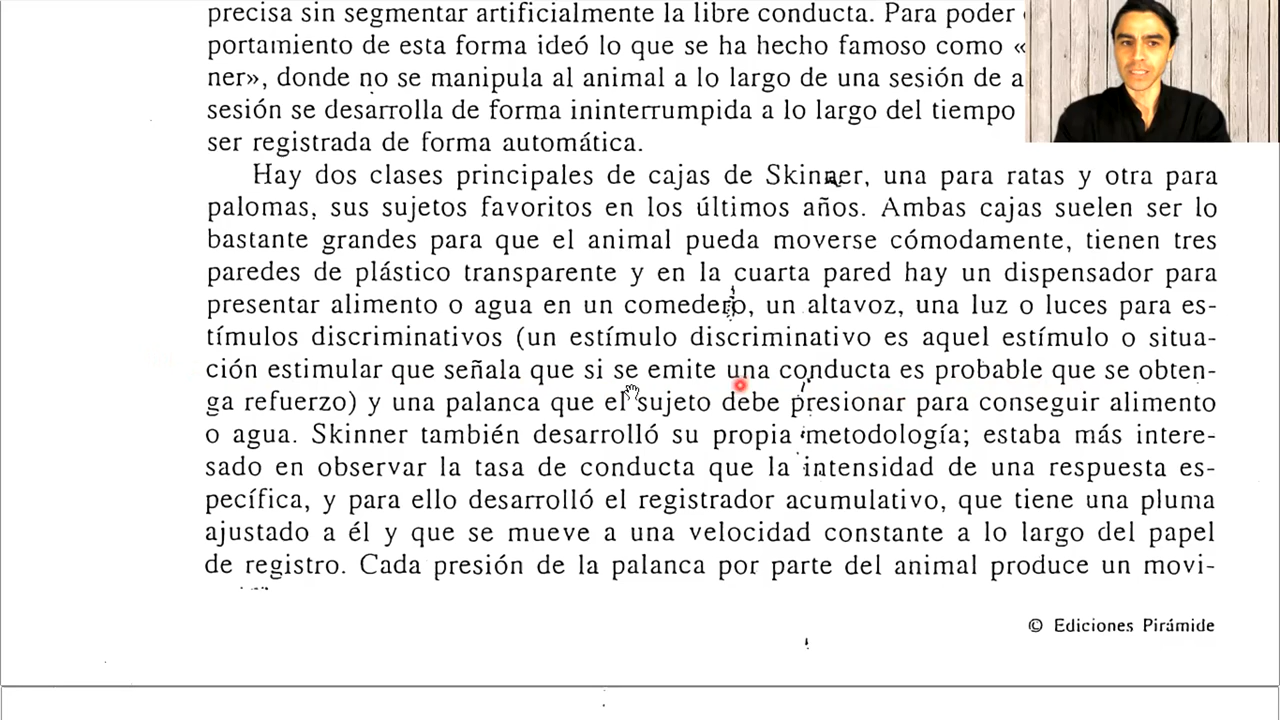 precisa sin segmentar artificialmente la libre conducta. Para poder
portamiento de esta forma ideó lo que se ha hecho famoso como «
ner», donde no se manipula al animal a lo largo de una sesión de a
sesión se desarrolla de forma ininterrumpida a lo largo del tiempo
ser registrada de forma automática.
Hay dos clases principales de cajas de Skinner, una para ratas y otra para
palomas, sus sujetos favoritos en los últimos años. Ambas cajas suelen ser lo
bastante grandes para que el animal pueda moverse cómodamente, tienen tres
paredes de plástico transparente y en la cuarta pared hay un dispensador para
presentar alimento o agua en un comedero, un altavoz, una luz o luces para es-
tímulos discriminativos (un estímulo discriminativo es aquel estímulo o situa-
ción estimular que señala que si se emite una conducta es probable que se obten-
ga refuerzo) y una palanca que el sujeto debe presionar para conseguir alimento
o agua. Skinner también desarrolló su propia metodología; estaba más intere-
sado en observar la tasa de conducta que la intensidad de una respuesta es-
pecífica, y para ello desarrolló el registrador acumulativo, que tiene una pluma
ajustado a él y que se mueve a una velocidad constante a lo largo del papel
de registro. Cada presión de la palanca por parte del animal produce un movi-
© Ediciones Pirámide